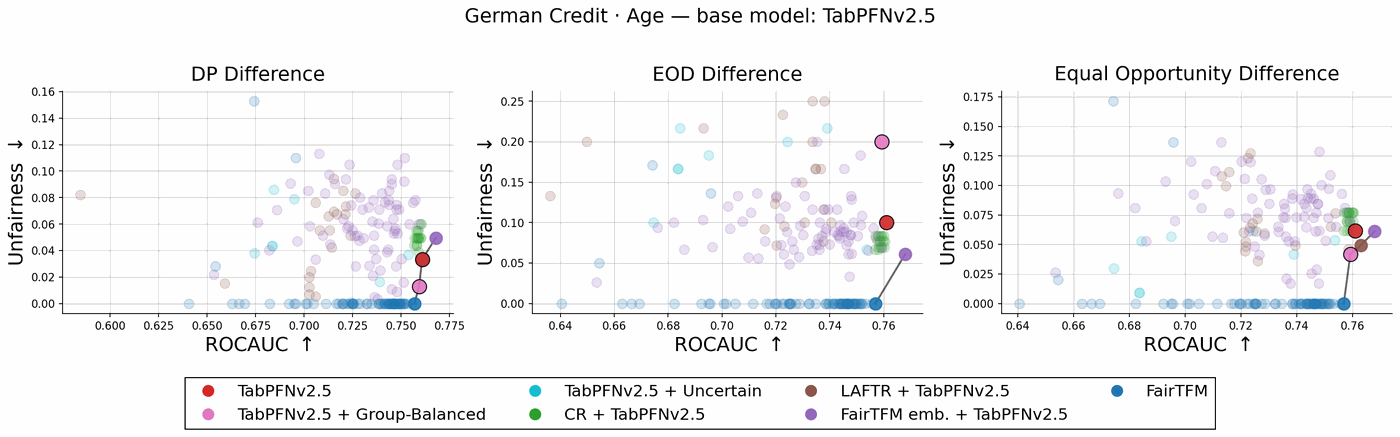 German Credit · Age — base model: TabPFNv2.5
DP Difference
EOD Difference
Equal Opportunity Difference
Unfairness ↓
0.16
0.14
0.12
0.10
0.08
0.06
0.04
0.02
0.00
0.600 0.625 0.650 0.675 0.700 0.725 0.750 0.775
ROCAUC ↑
Unfairness ↓
0.25
0.20
0.15
0.10
0.05
0.00
0.64 0.66 0.68 0.70 0.72 0.74 0.76
ROCAUC ↑
Unfairness ↓
0.175
0.150
0.125
0.100
0.075
0.050
0.025
0.000
0.64 0.66 0.68 0.70 0.72 0.74 0.76
ROCAUC ↑
TabPFNv2.5 TabPFNv2.5 + Uncertain LAFTR + TabPFNv2.5 FairTFM
TabPFNv2.5 + Group-Balanced CR + TabPFNv2.5 FairTFM emb. + TabPFNv2.5